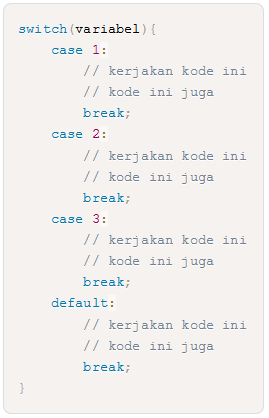 switch(variabel){
    case 1:
        // kerjakan kode ini
        // kode ini juga
        break;
    case 2:
        // kerjakan kode ini
        // kode ini juga
        break;
    case 3:
        // kerjakan kode ini
        // kode ini juga
        break;
    default:
        // kerjakan kode ini
        // kode ini juga
        break;
}